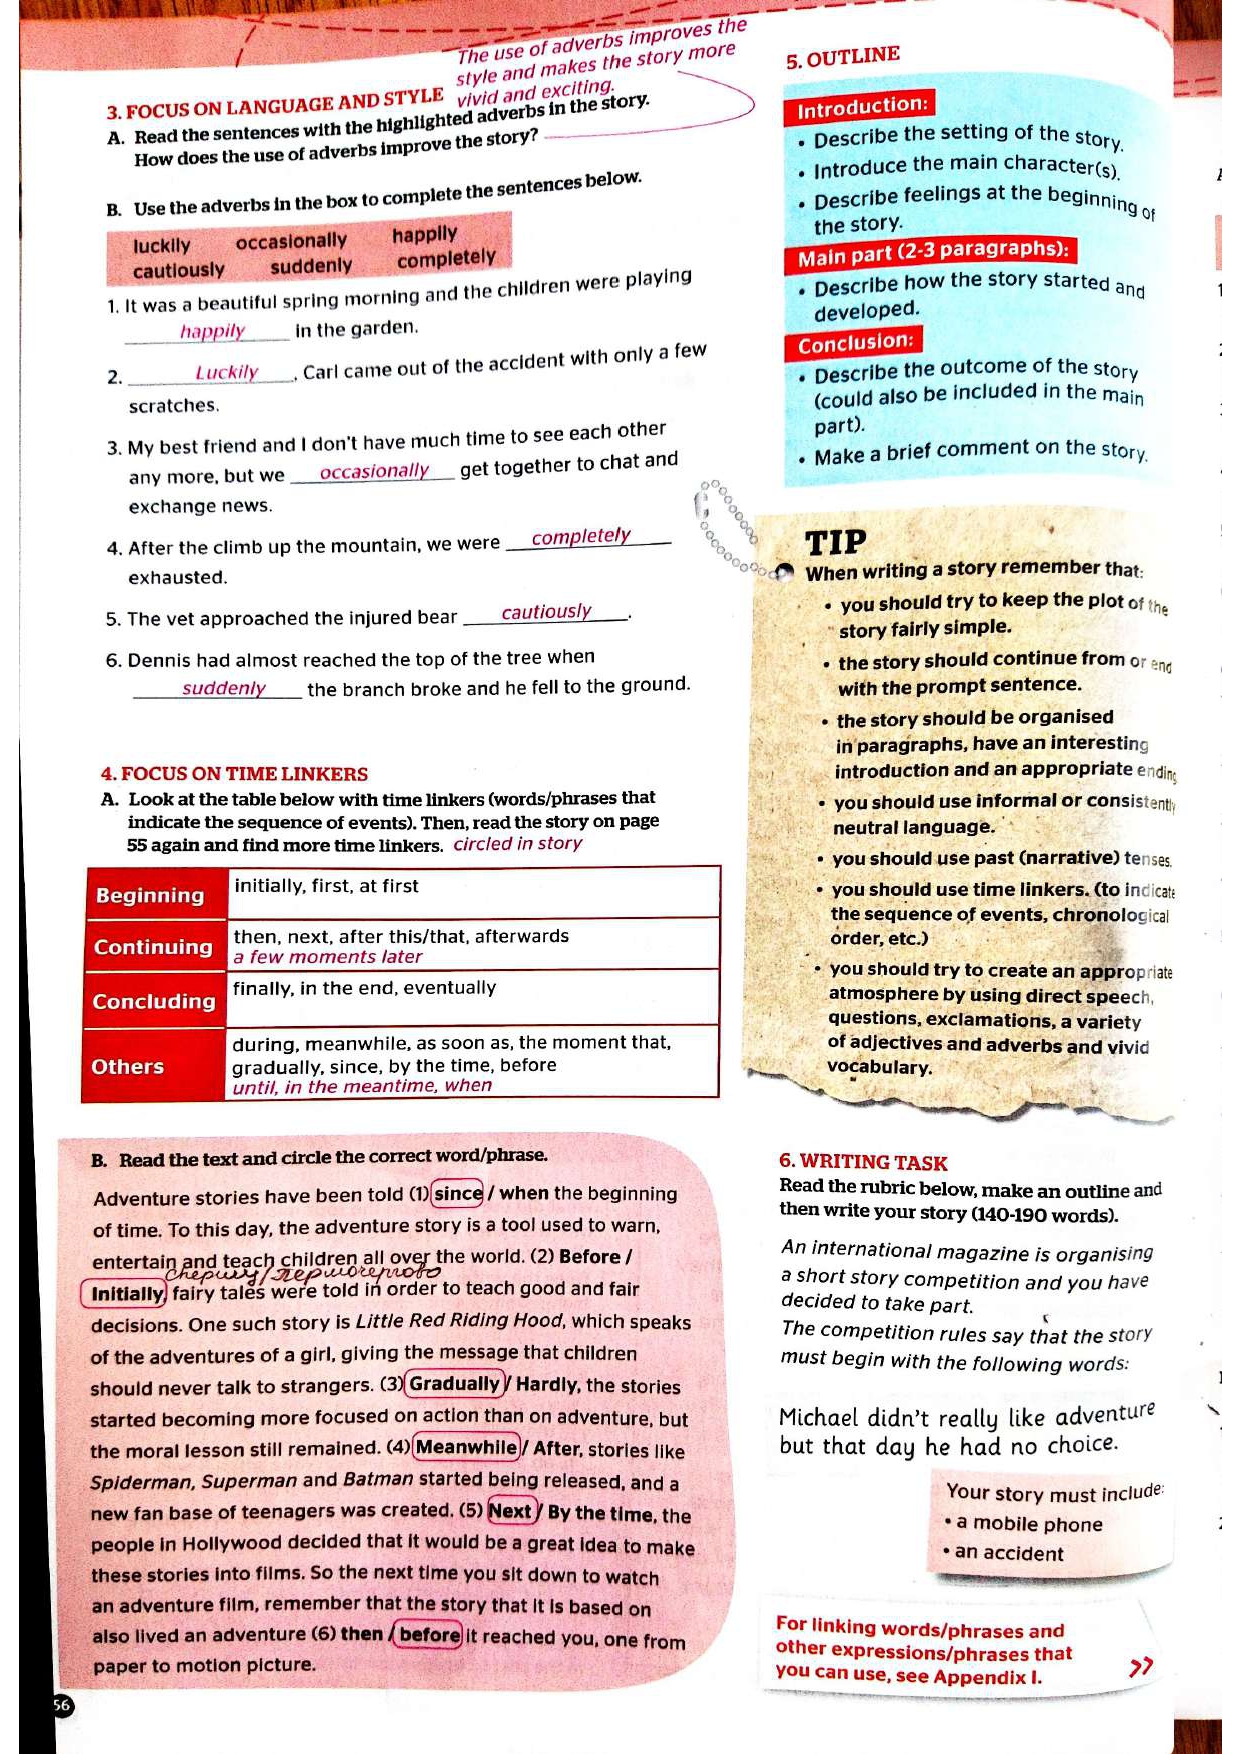 The use of adverbs improves the
style and makes the story more
vivid and exciting.
3. FOCUS ON LANGUAGE AND STYLE
A. Read the sentences with the highlighted adverbs in the story.
How does the use of adverbs improve the story?
B. Use the adverbs in the box to complete the sentences below.
luckily occasionally happily
cautiously suddenly completely
1. It was a beautiful spring morning and the children were playing
happily in the garden.
2. Luckily, Carl came out of the accident with only a few
scratches.
3. My best friend and I don't have much time to see each other
any more, but we occasionally get together to chat and
exchange news.
4. After the climb up the mountain, we were completely
exhausted.
5. The vet approached the injured bear cautiously.
6. Dennis had almost reached the top of the tree when
suddenly the branch broke and he fell to the ground.
4. FOCUS ON TIME LINKERS
A. Look at the table below with time linkers (words/phrases that
indicate the sequence of events). Then, read the story on page
55 again and find more time linkers. circled in story
Beginning initially, first, at first
Continuing then, next, after this/that, afterwards
a few moments later
Concluding finally, in the end, eventually
Others during, meanwhile, as soon as, the moment that,
gradually, since, by the time, before
until, in the meantime, when
B. Read the text and circle the correct word/phrase.
Adventure stories have been told (1) since / when the beginning
of time. To this day, the adventure story is a tool used to warn,
entertain and teach children all over the world. (2) Before /
Initially, fairy tales were told in order to teach good and fair
decisions. One such story is Little Red Riding Hood, which speaks
of the adventures of a girl, giving the message that children
should never talk to strangers. (3) Gradually / Hardly, the stories
started becoming more focused on action than on adventure, but
the moral lesson still remained. (4) Meanwhile / After, stories like
Spiderman, Superman and Batman started being released, and a
new fan base of teenagers was created. (5) Next / By the time, the
people in Hollywood decided that it would be a great idea to make
these stories into films. So the next time you sit down to watch
an adventure film, remember that the story that it is based on
also lived an adventure (6) then / before it reached you, one from
paper to motion picture.
56
5. OUTLINE
Introduction:
• Describe the setting of the story.
• Introduce the main character(s).
• Describe feelings at the beginning of
the story.
Main part (2-3 paragraphs):
• Describe how the story started and
developed.
Conclusion:
• Describe the outcome of the story
(could also be included in the main
part).
• Make a brief comment on the story.
TIP
When writing a story remember that:
• you should try to keep the plot of the
story fairly simple.
• the story should continue from or end
with the prompt sentence.
• the story should be organised
in paragraphs, have an interesting
introduction and an appropriate ending
• you should use informal or consistently
neutral language.
• you should use past (narrative) tenses.
• you should use time linkers. (to indicate
the sequence of events, chronological
order, etc.)
• you should try to create an appropriate
atmosphere by using direct speech,
questions, exclamations, a variety
of adjectives and adverbs and vivid
vocabulary.
6. WRITING TASK
Read the rubric below, make an outline and
then write your story (140-190 words).
An international magazine is organising
a short story competition and you have
decided to take part.
The competition rules say that the story
must begin with the following words:
Michael didn't really like adventure
but that day he had no choice.
Your story must include:
• a mobile phone
• an accident
For linking words/phrases and
other expressions/phrases that
you can use, see Appendix I.